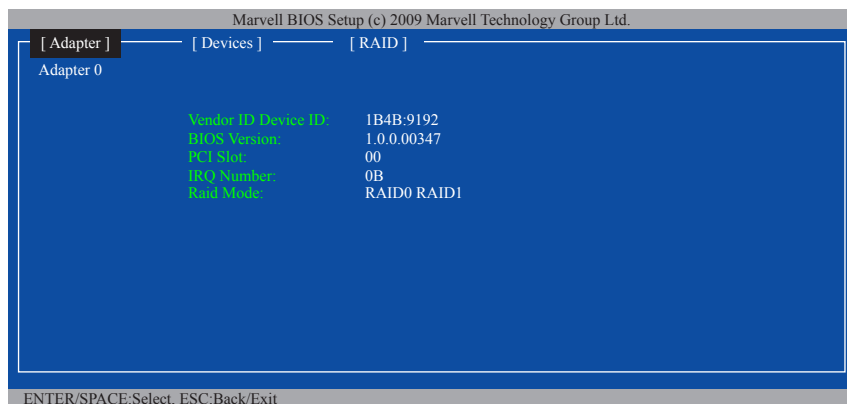 Marvell BIOS Setup (c) 2009 Marvell Technology Group Ltd.
[ Adapter ] [ Devices ] [ RAID ]
Adapter 0
Vendor ID Device ID: 1B4B:9192
BIOS Version: 1.0.0.00347
PCI Slot: 00
IRQ Number: 0B
Raid Mode: RAID0 RAID1
ENTER/SPACE:Select, ESC:Back/Exit